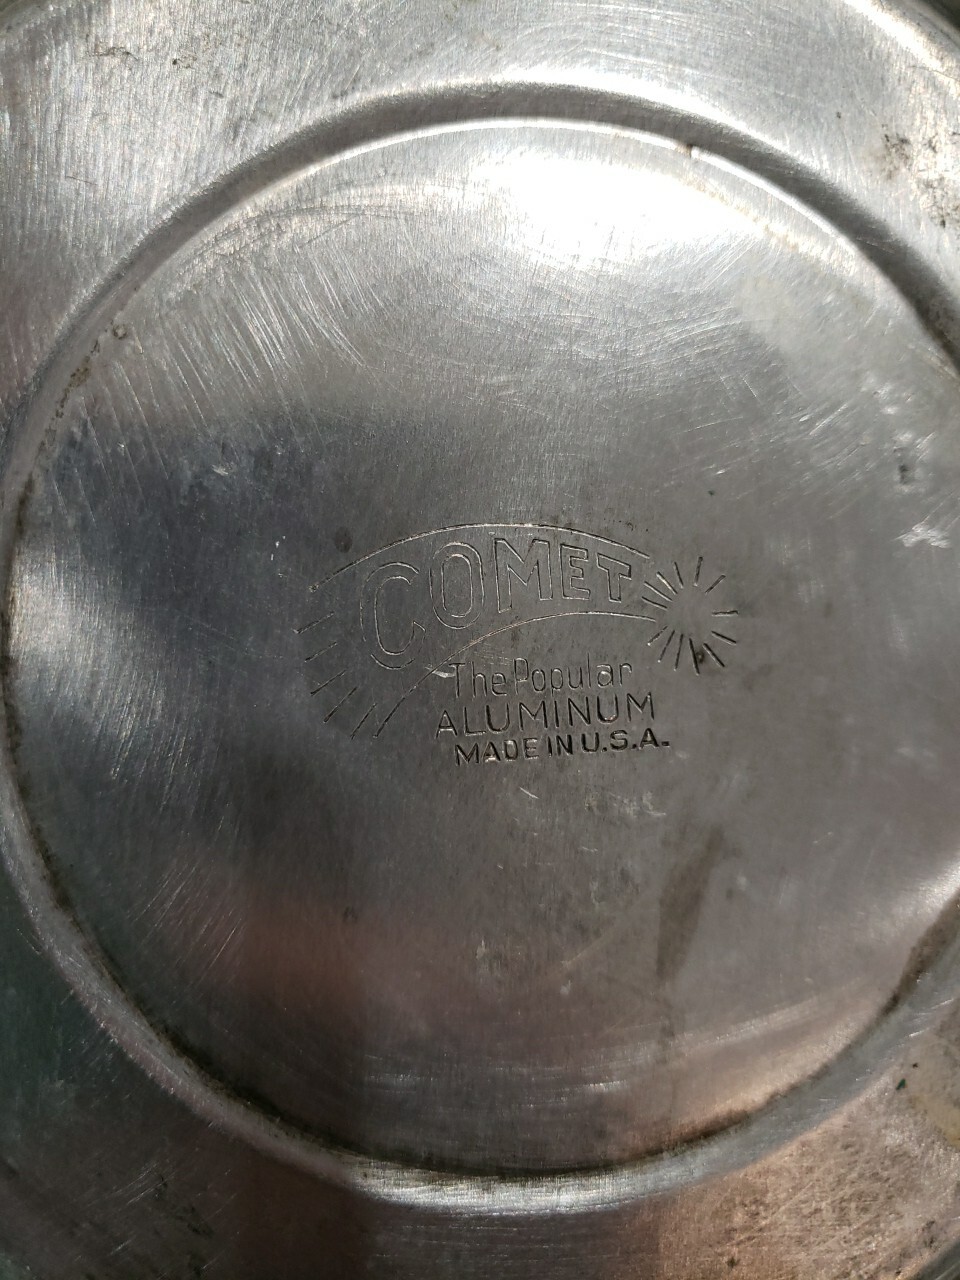 COMET
The Popular
ALUMINUM
MADE IN U.S.A.